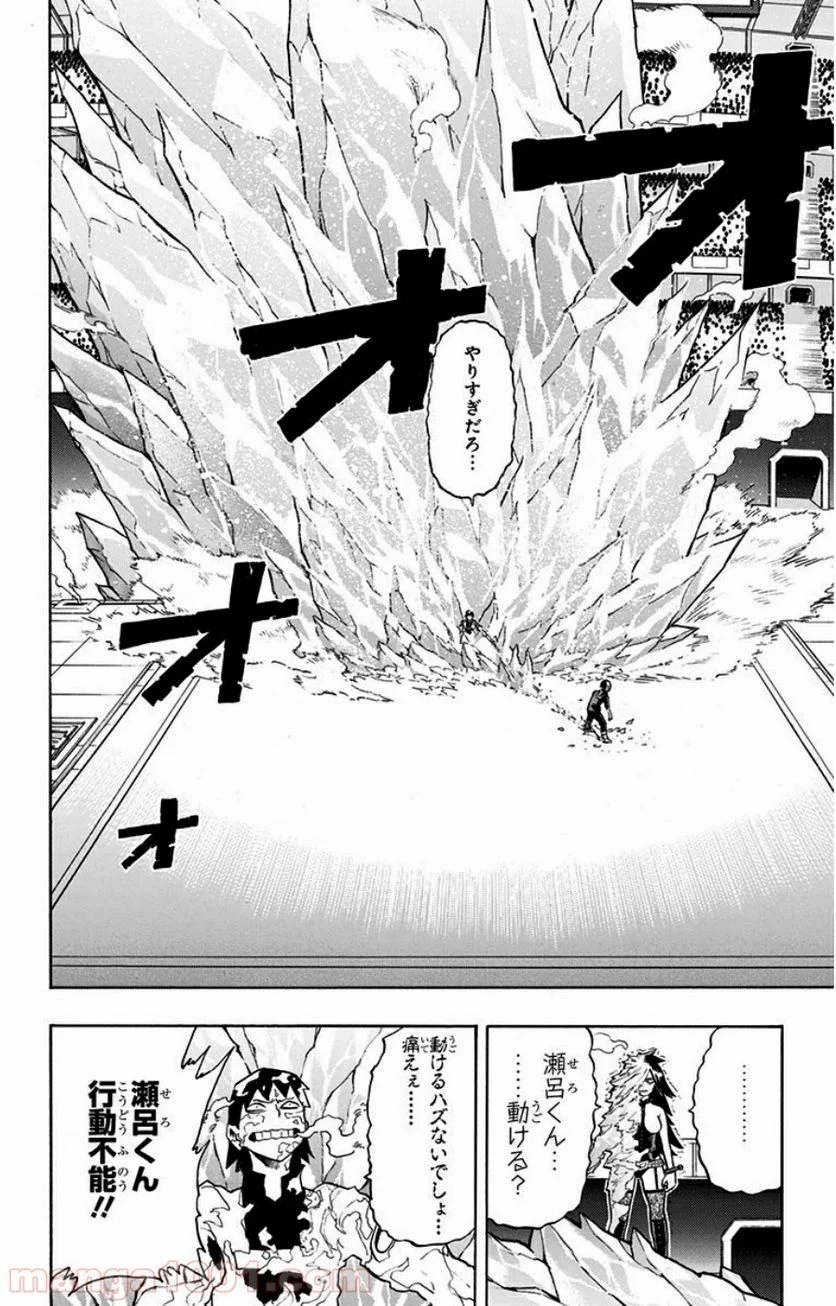 オ
オ
オ
オ
やりすぎだろ…
………
瀬呂くん…
……動ける？
動けるハズないでしょ…
痛えぇ……
瀬呂くん
行動不能!!
manga1001.com